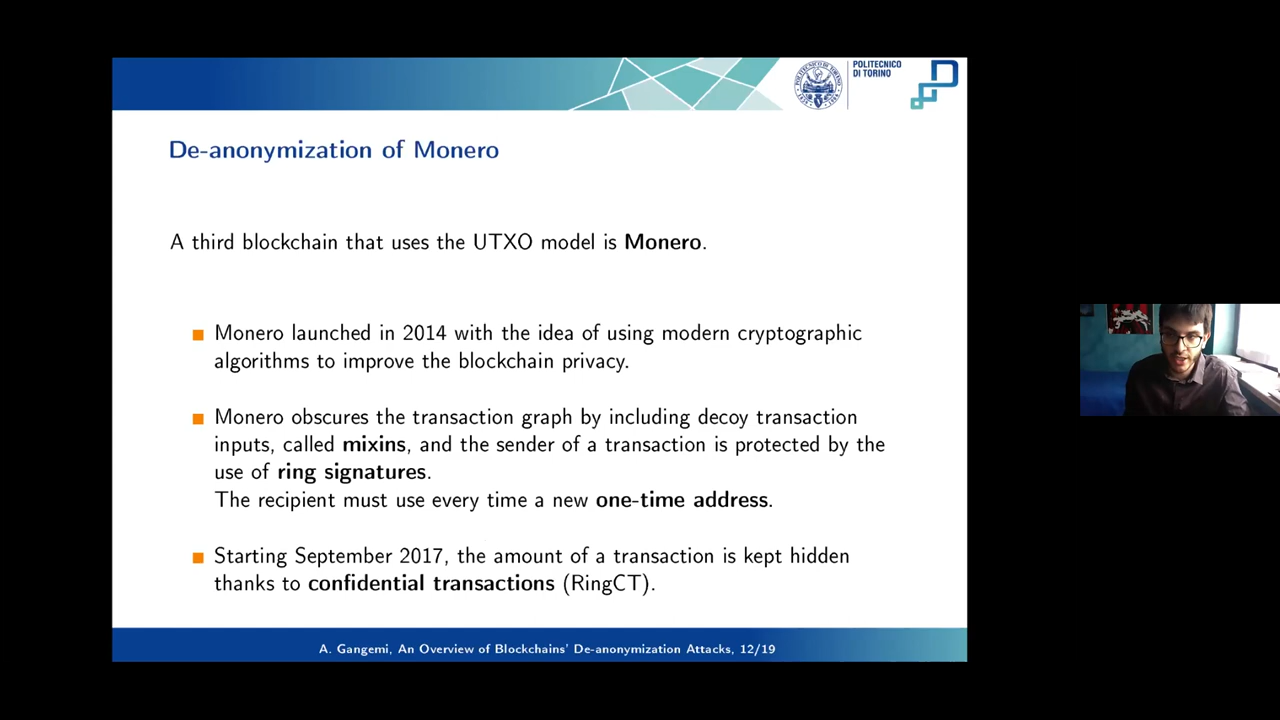 POLITECNICO
DI TORINO
De-anonymization of Monero
A third blockchain that uses the UTXO model is Monero.
Monero launched in 2014 with the idea of using modern cryptographic
algorithms to improve the blockchain privacy.
Monero obscures the transaction graph by including decoy transaction
inputs, called mixins, and the sender of a transaction is protected by the
use of ring signatures.
The recipient must use every time a new one-time address.
Starting September 2017, the amount of a transaction is kept hidden
thanks to confidential transactions (RingCT).
A. Gangemi, An Overview of Blockchains' De-anonymization Attacks, 12/19